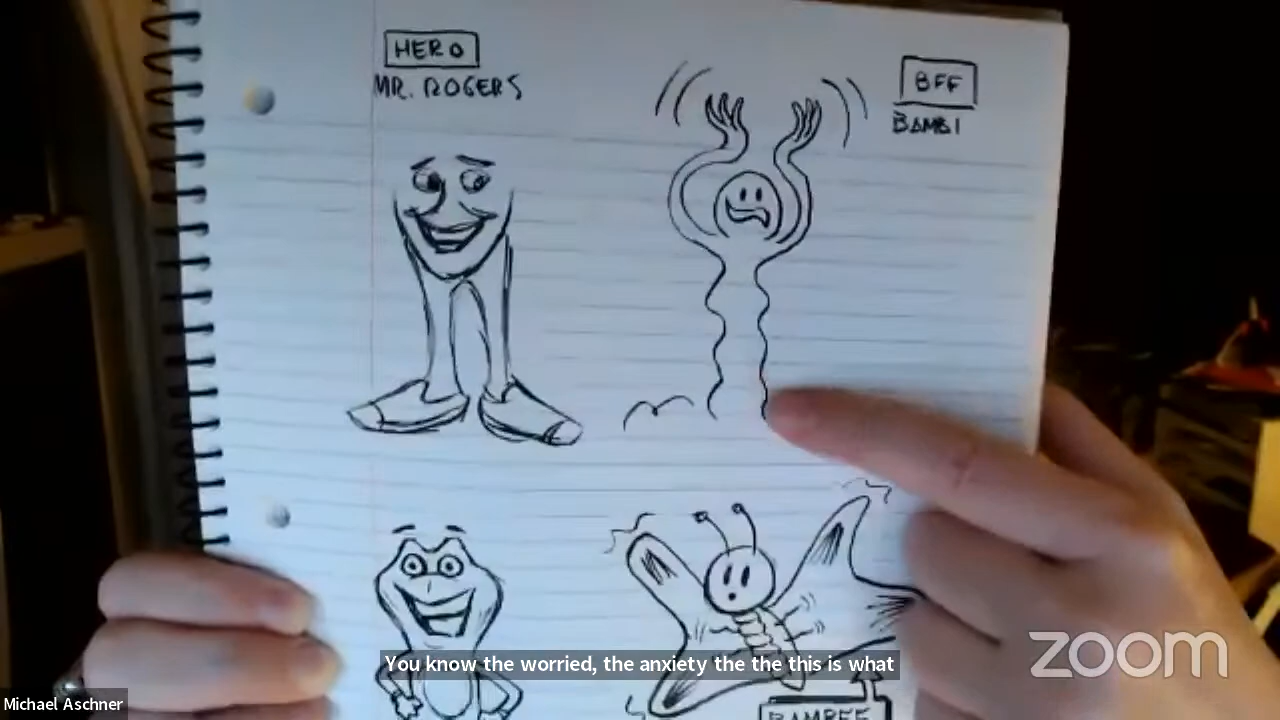 HERO
MR. ROGERS
BFF
BAMBI
You know the worried, the anxiety the the this is what
BAMBEE
zoom
Michael Aschner